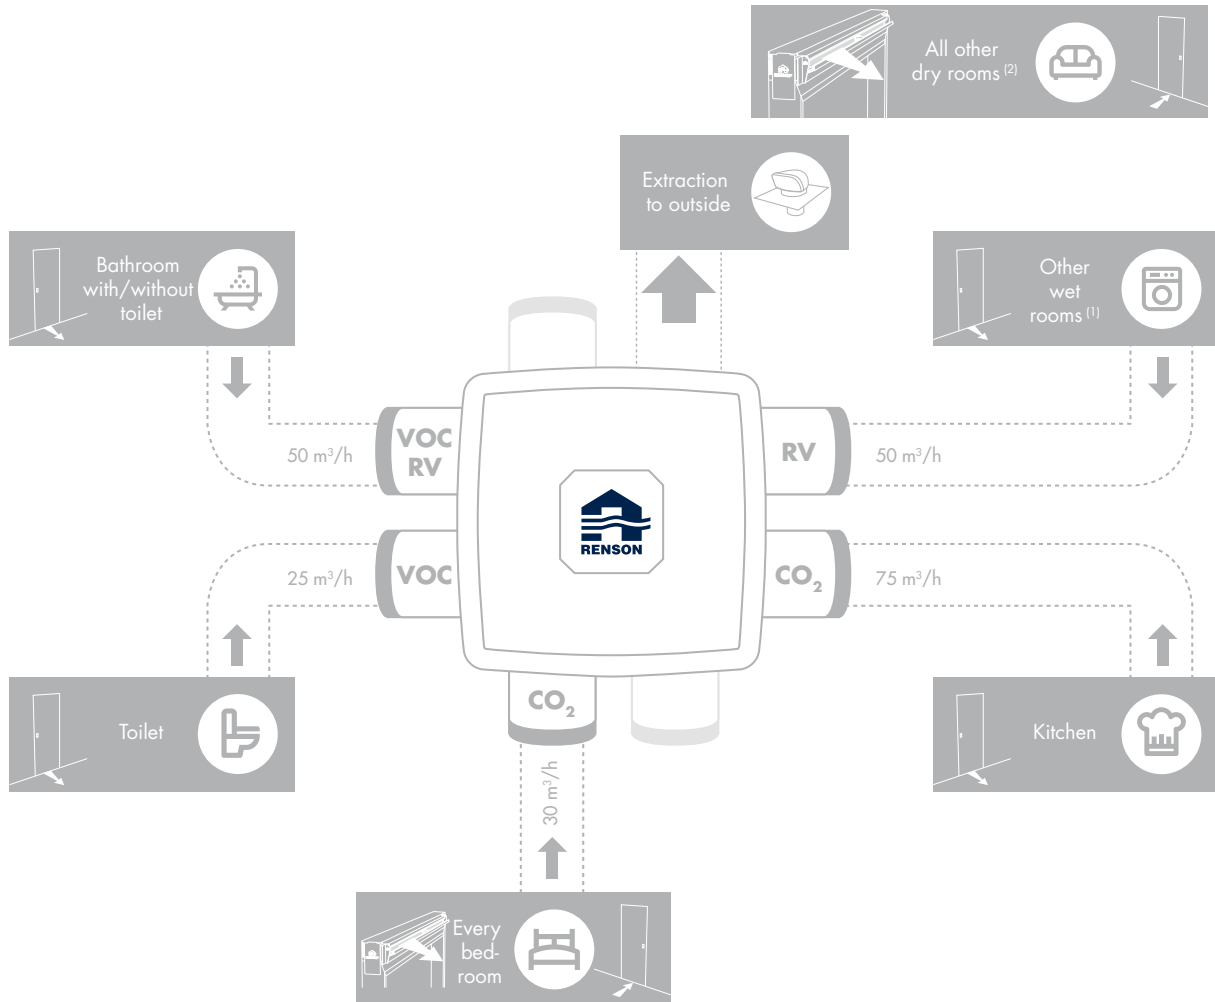 All other
dry rooms (2)
Extraction
to outside
Bathroom
with/without
toilet
Other
wet
rooms (1)
50 m³/h
VOC
RV
RV
50 m³/h
RENSON
25 m³/h
VOC
CO₂
75 m³/h
CO₂
Toilet
Kitchen
30 m³/h
Every
bed-
room